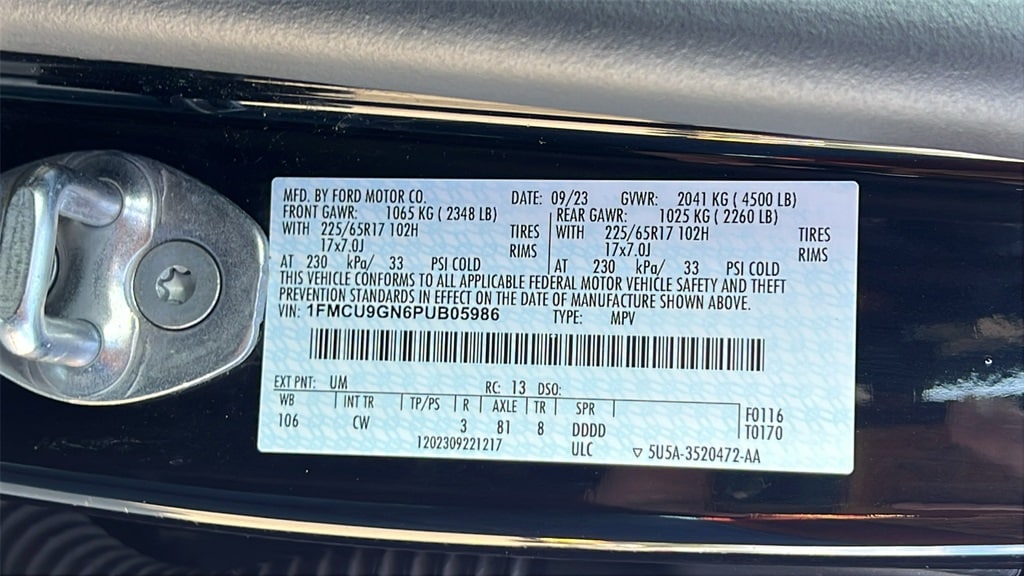 MFD. BY FORD MOTOR CO. DATE: 09/23 GVWR: 2041 KG ( 4500 LB)
FRONT GAWR: 1065 KG ( 2348 LB) REAR GAWR: 1025 KG ( 2260 LB)
WITH 225/65R17 102H TIRES WITH 225/65R17 102H TIRES
17x7.0J RIMS 17x7.0J RIMS
AT 230 kPa/ 33 PSI COLD AT 230 kPa/ 33 PSI COLD
THIS VEHICLE CONFORMS TO ALL APPLICABLE FEDERAL MOTOR VEHICLE SAFETY AND THEFT
PREVENTION STANDARDS IN EFFECT ON THE DATE OF MANUFACTURE SHOWN ABOVE.
VIN: 1FMCU9GN6PUB05986 TYPE: MPV
EXT PNT: UM RC: 13 DSO:
WB INT TR TP/PS R AXLE TR SPR F0116
106 CW 3 81 8 DDDD T0170
1202309221217 ULC ▽ 5U5A-3520472-AA